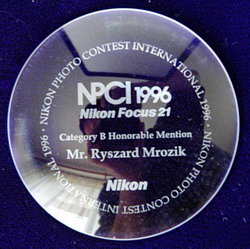 NIKON PHOTO CONTEST INTERNATIONAL 1996 · NIKON PHOTO CONTEST INTERNATIONAL 1996 ·
NPCI 1996
Nikon Focus 21
Category B Honorable Mention
Mr. Ryszard Mrozik
Nikon